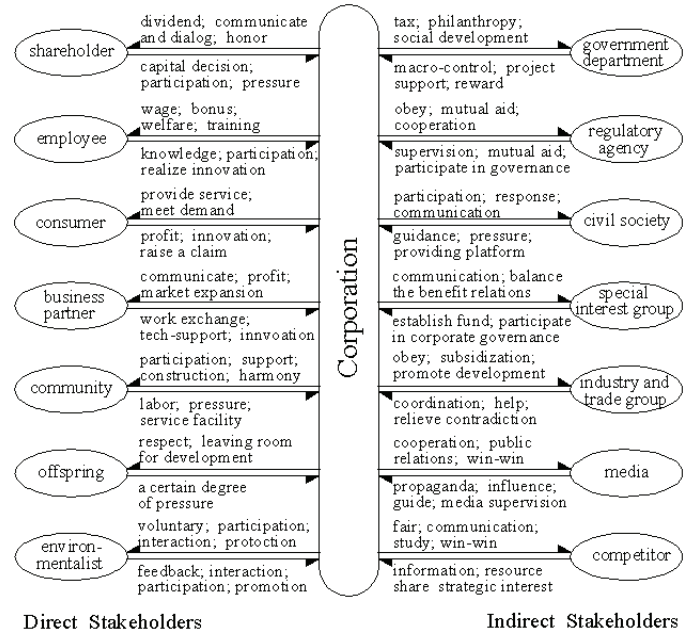 dividend; communicate
and dialog; honor
shareholder
capital decision;
participation; pressure
wage; bonus;
welfare; training
employee
knowledge; participation;
realize innovation
provide service;
meet demand
consumer
profit; innovation;
raise a claim
communicate; profit;
market expansion
business
partner
work exchange;
tech-support; innvoation
participation; support;
construction; harmony
community
labor; pressure;
service facility
respect; leaving room
for development
offspring
a certain degree
of pressure
voluntary; participation;
interaction; protoction
environ-
mentalist
feedback; interaction;
participation; promotion
Direct Stakeholders
Corporation
tax; philanthropy;
social development
government
department
macro-control; project
support; reward
obey; mutual aid;
cooperation
regulatory
agency
supervision; mutual aid;
participate in governance
participation; response;
communication
civil society
guidance; pressure;
providing platform
communication; balance
the benefit relations
special
interest group
establish fund; participate
in corporate governance
obey; subsidization;
promote development
industry and
trade group
coordination; help;
relieve contradiction
cooperation; public
relations; win-win
media
propaganda; influence;
guide; media supervision
fair; communication;
study; win-win
competitor
information; resource
share strategic interest
Indirect Stakeholders